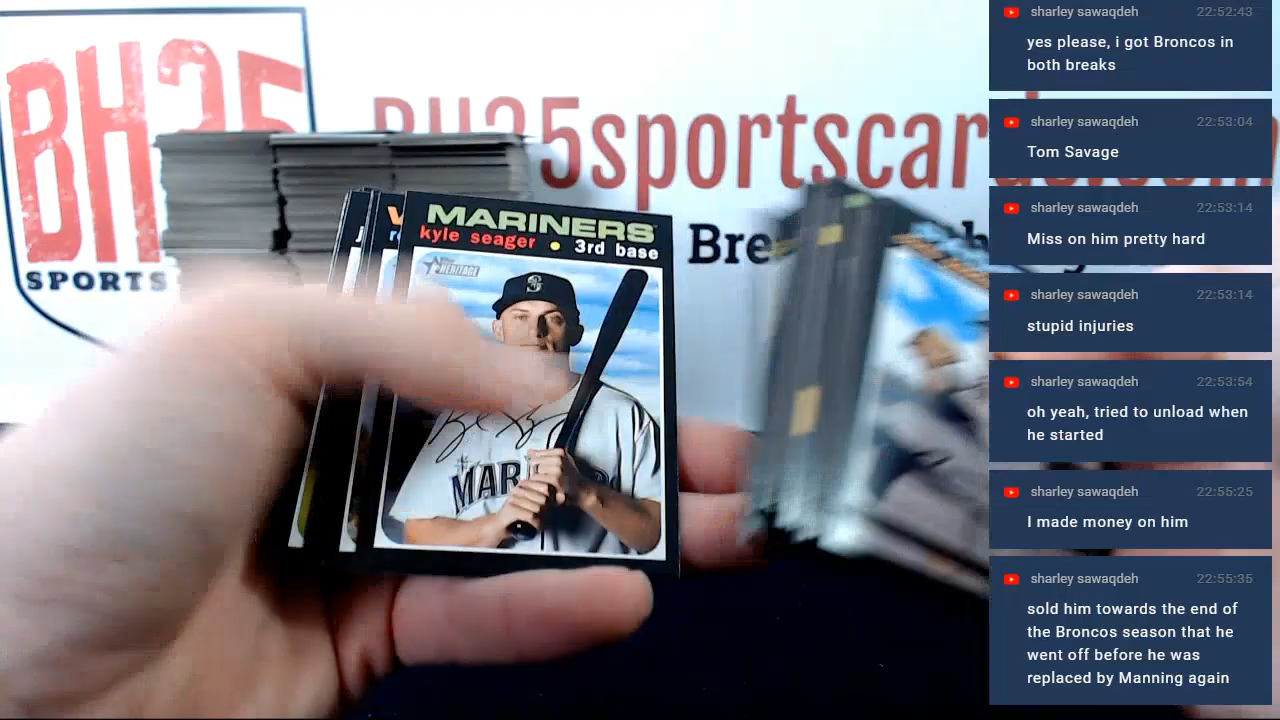 BH35
SPORTS
BH35sportscards.com
Bre
MARINERS
kyle seager • 3rd base
Topps HERITAGE
S
MAR
sharley sawaqdeh 22:52:43
yes please, i got Broncos in
both breaks
sharley sawaqdeh 22:53:04
Tom Savage
sharley sawaqdeh 22:53:14
Miss on him pretty hard
sharley sawaqdeh 22:53:14
stupid injuries
sharley sawaqdeh 22:53:54
oh yeah, tried to unload when
he started
sharley sawaqdeh 22:55:25
I made money on him
sharley sawaqdeh 22:55:35
sold him towards the end of
the Broncos season that he
went off before he was
replaced by Manning again